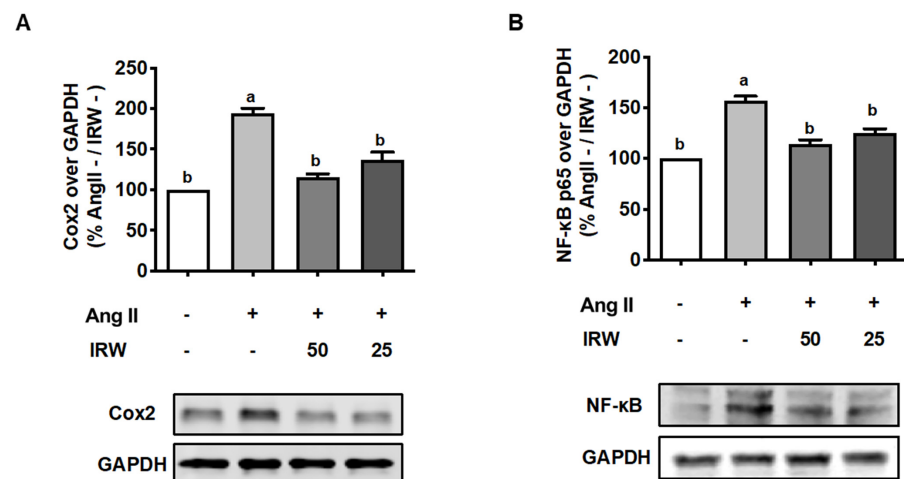 A
Cox2 over GAPDH
(% AngII - / IRW - )
250
200
150
100
50
0
b
a
b
b
Ang II - + + +
IRW - - 50 25
Cox2
GAPDH
B
NF-κB p65 over GAPDH
(% AngII - / IRW - )
200
150
100
50
0
b
a
b
b
Ang II - + + +
IRW - - 50 25
NF-κB
GAPDH